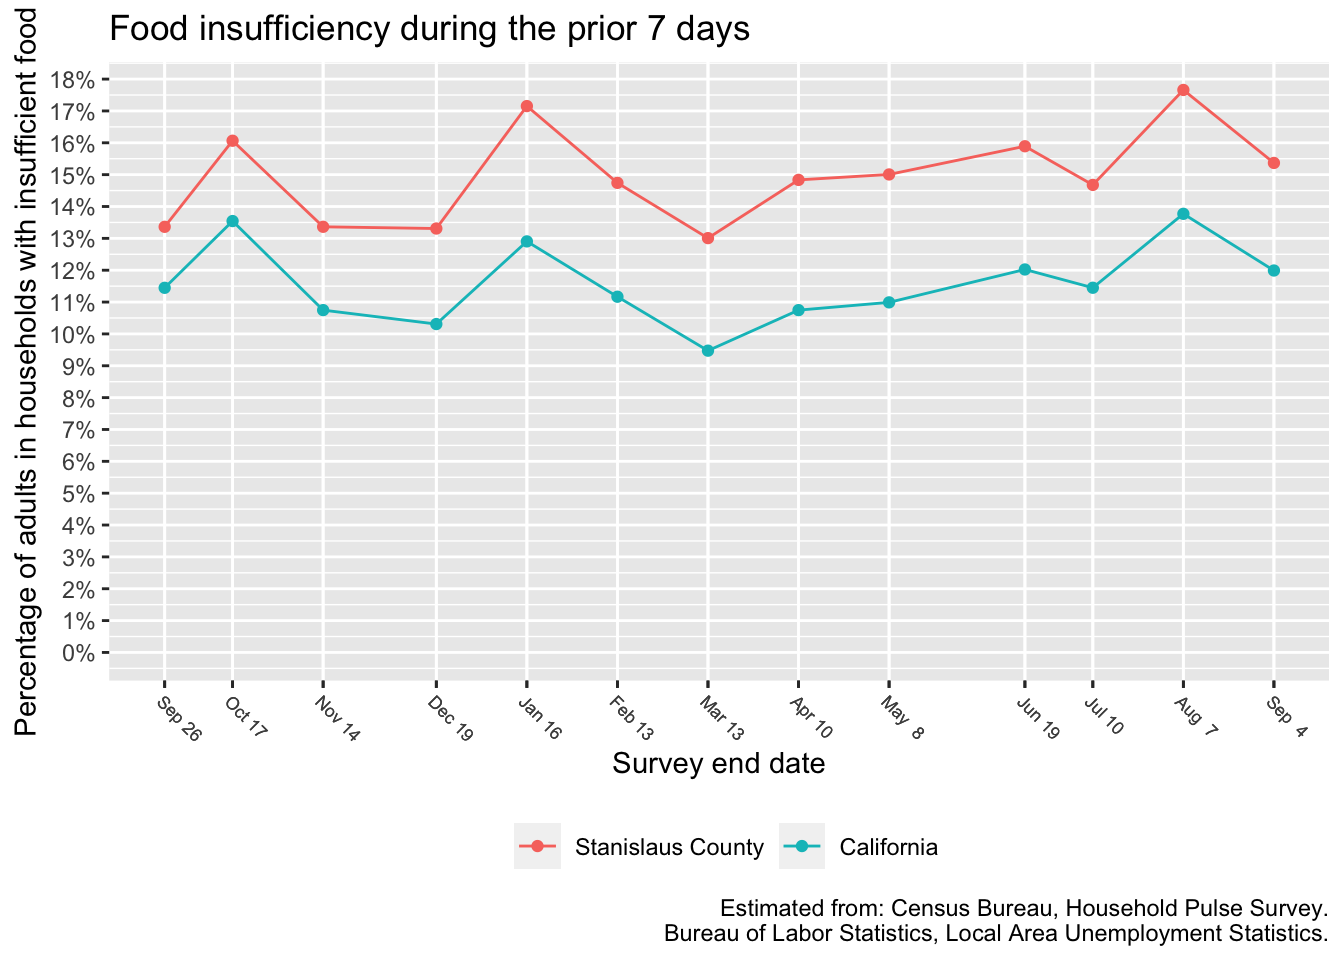 Food insufficiency during the prior 7 days
Percentage of adults in households with insufficient food
18%
17%
16%
15%
14%
13%
12%
11%
10%
9%
8%
7%
6%
5%
4%
3%
2%
1%
0%
Sep 26
Oct 17
Nov 14
Dec 19
Jan 16
Feb 13
Mar 13
Apr 10
May 8
Jun 19
Jul 10
Aug 7
Sep 4
Survey end date
Stanislaus County
California
Estimated from: Census Bureau, Household Pulse Survey.
Bureau of Labor Statistics, Local Area Unemployment Statistics.